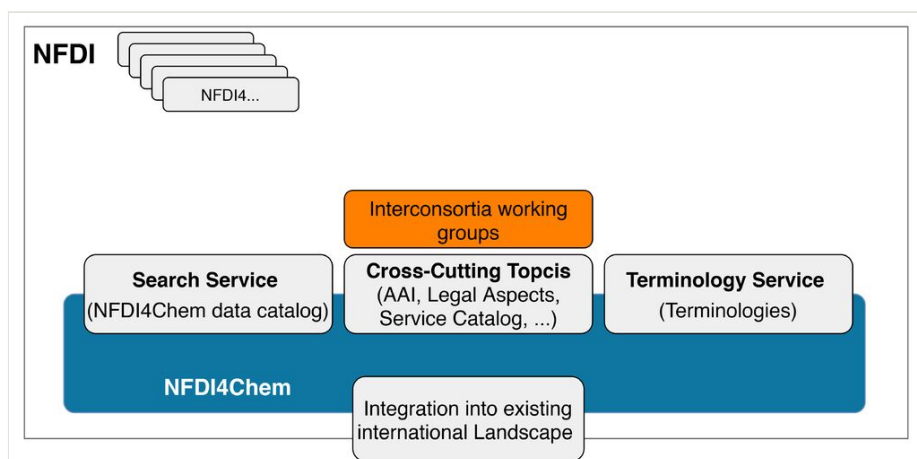 NFDI
NFDI4...
Interconsortia working
groups
Search Service
(NFDI4Chem data catalog)
Cross-Cutting Topcis
(AAI, Legal Aspects,
Service Catalog, ...)
Terminology Service
(Terminologies)
NFDI4Chem
Integration into existing
international Landscape